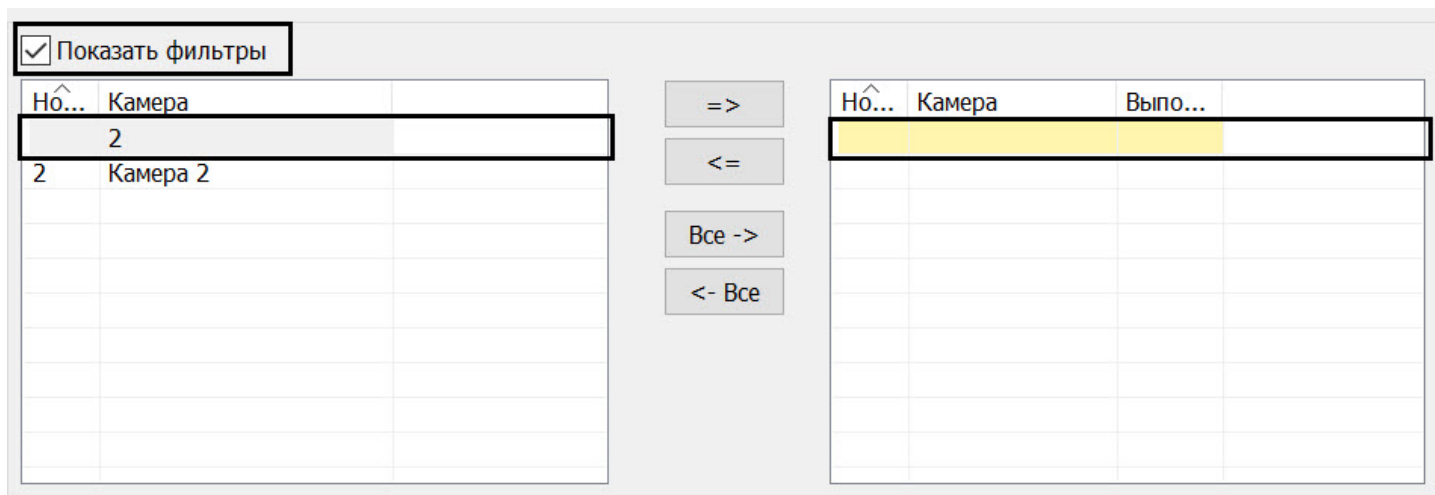 Показать фильтры
Но... Камера
2
2 Камера 2
=>
<=
Все ->
<- Все
Но... Камера Выпо...